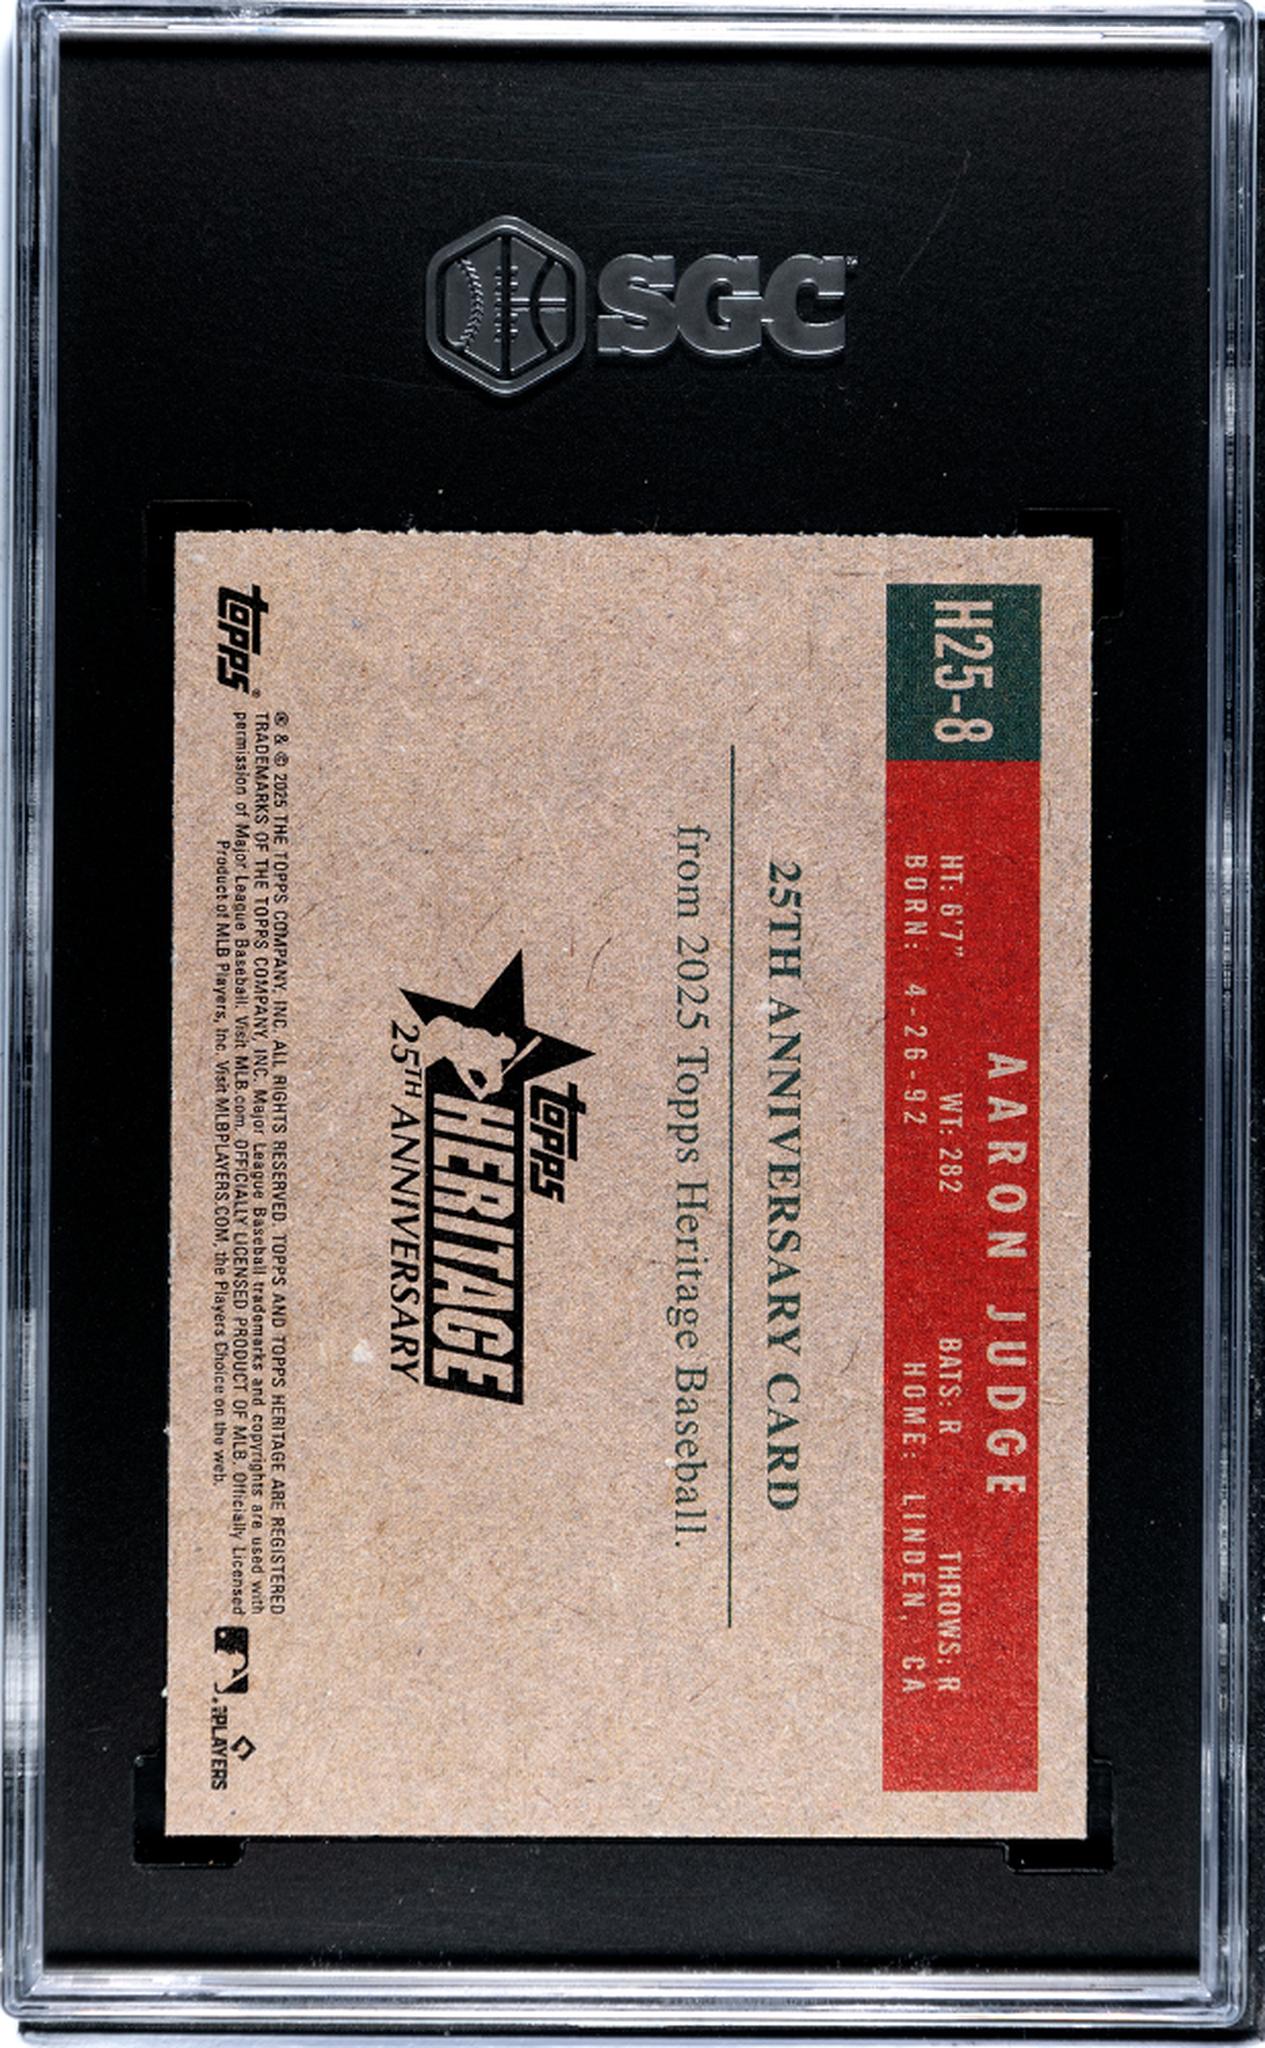 SGC
H25-8
AARON JUDGE
HT: 6'7" WT: 282 BATS: R THROWS: R
BORN: 4-26-92 HOME: LINDEN, CA
25TH ANNIVERSARY CARD
from 2025 Topps Heritage Baseball.
topps
HERITAGE
25TH ANNIVERSARY
topps®
® & © 2025 THE TOPPS COMPANY, INC. ALL RIGHTS RESERVED. TOPPS AND TOPPS HERITAGE ARE REGISTERED
TRADEMARKS OF THE TOPPS COMPANY, INC. Major League Baseball trademarks and copyrights are used with
permission of Major League Baseball. Visit MLB.com. OFFICIALLY LICENSED PRODUCT OF MLB. Officially Licensed
Product of MLB Players, Inc. Visit MLBPLAYERS.COM, the Players Choice on the web.
PLAYERS